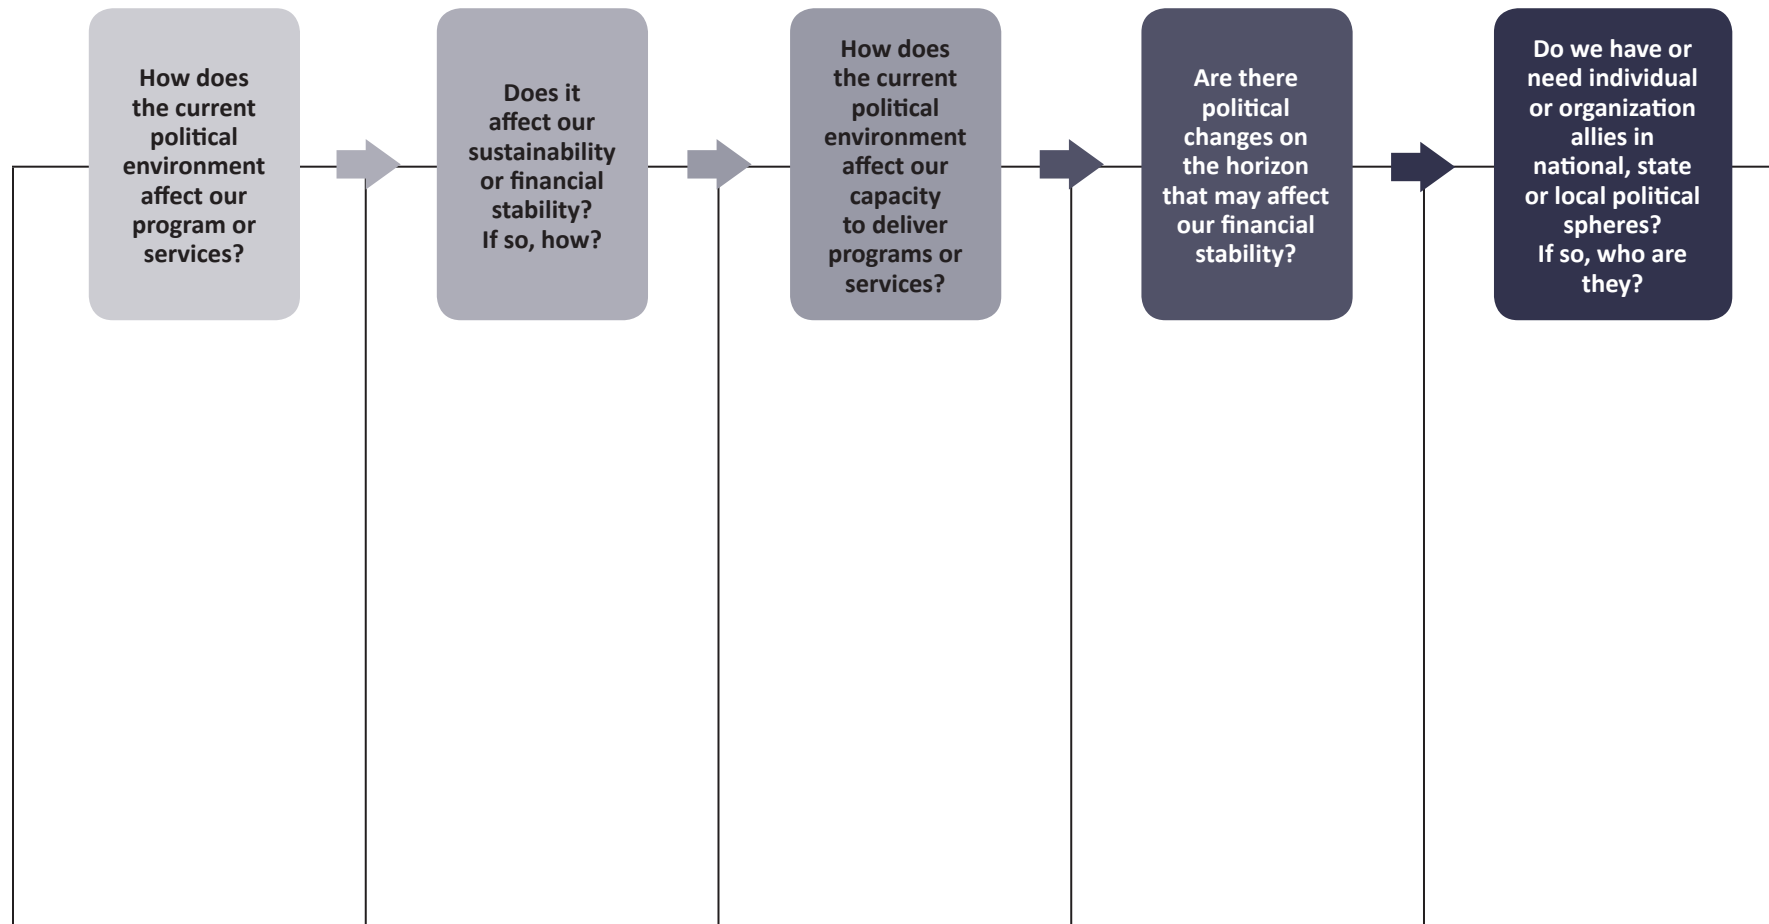 How does
the current
political
environment
affect our
program or
services?
Does it
affect our
sustainability
or financial
stability?
If so, how?
How does
the current
political
environment
affect our
capacity
to deliver
programs or
services?
Are there
political
changes on
the horizon
that may affect
our financial
stability?
Do we have or
need individual
or organization
allies in
national, state
or local political
spheres?
If so, who are
they?